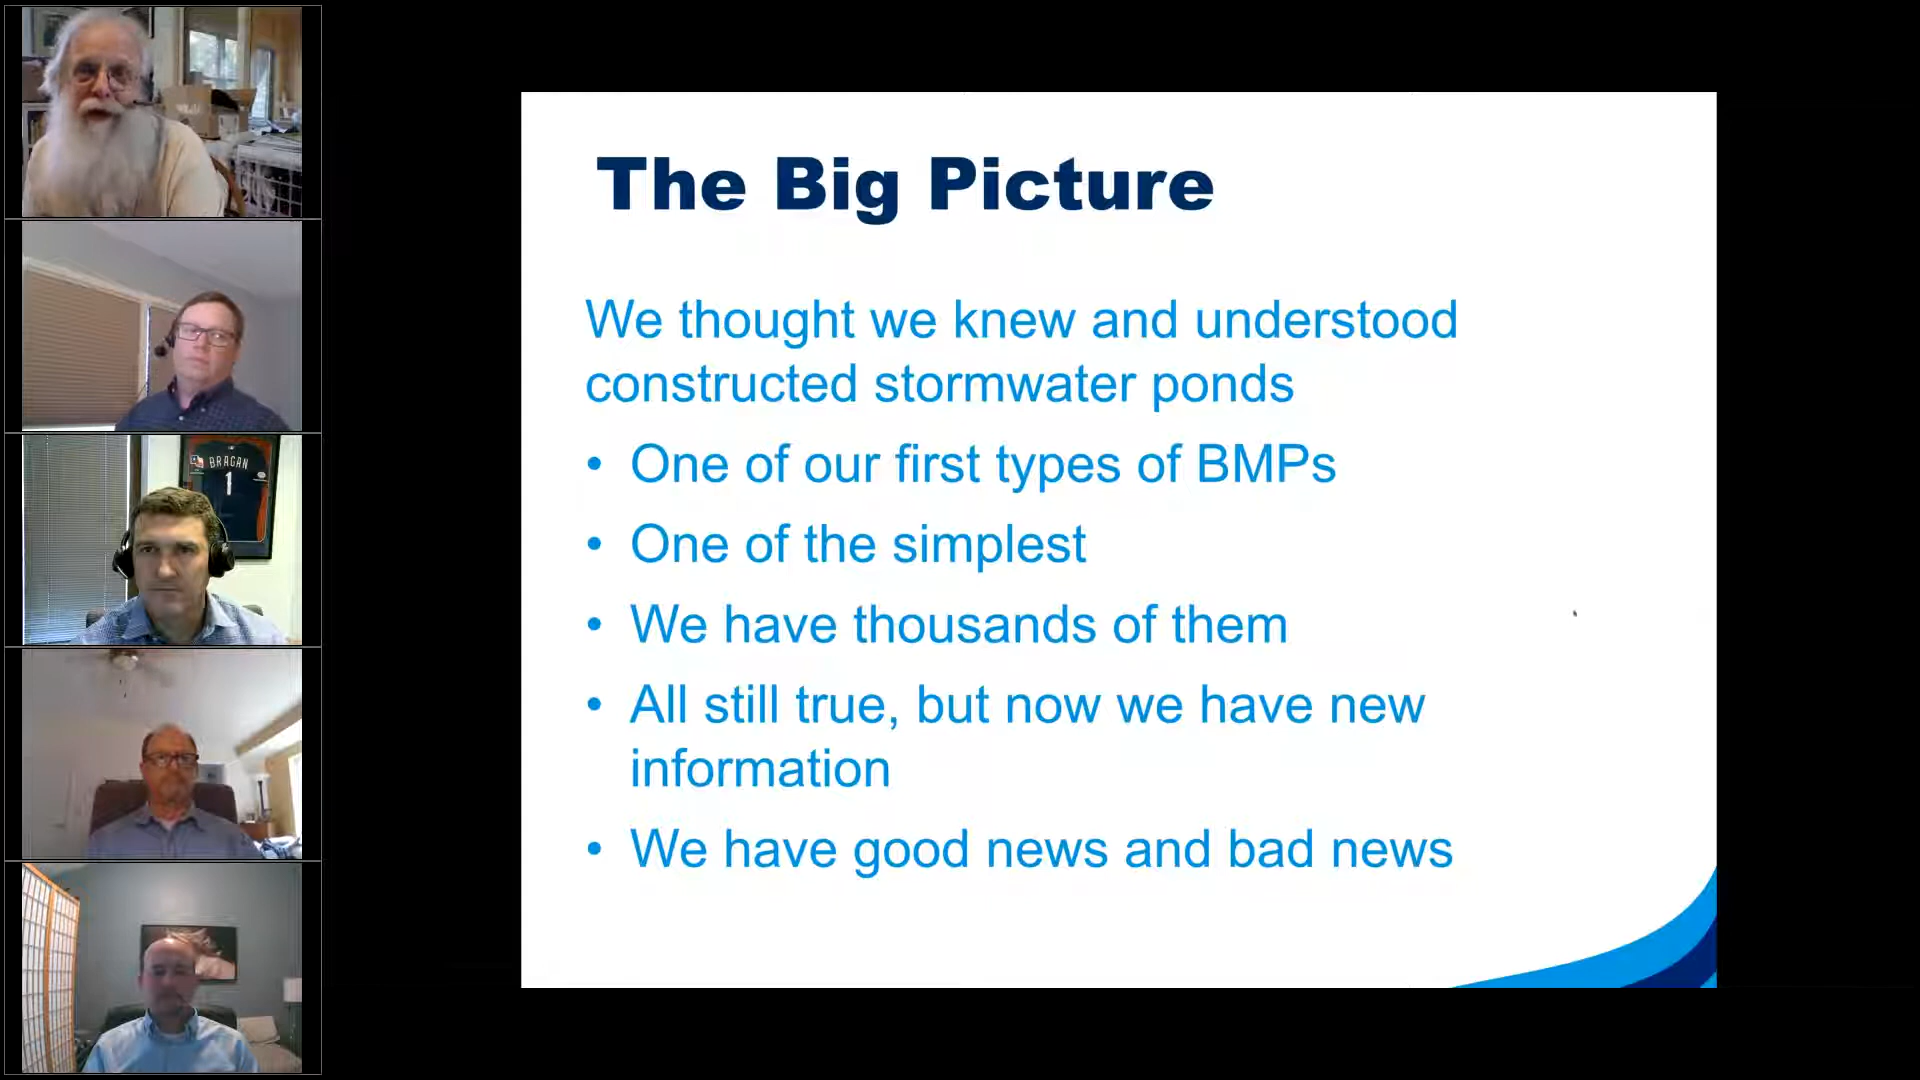 BRAGAN
1
The Big Picture
We thought we knew and understood
constructed stormwater ponds
• One of our first types of BMPs
• One of the simplest
• We have thousands of them
• All still true, but now we have new
information
• We have good news and bad news